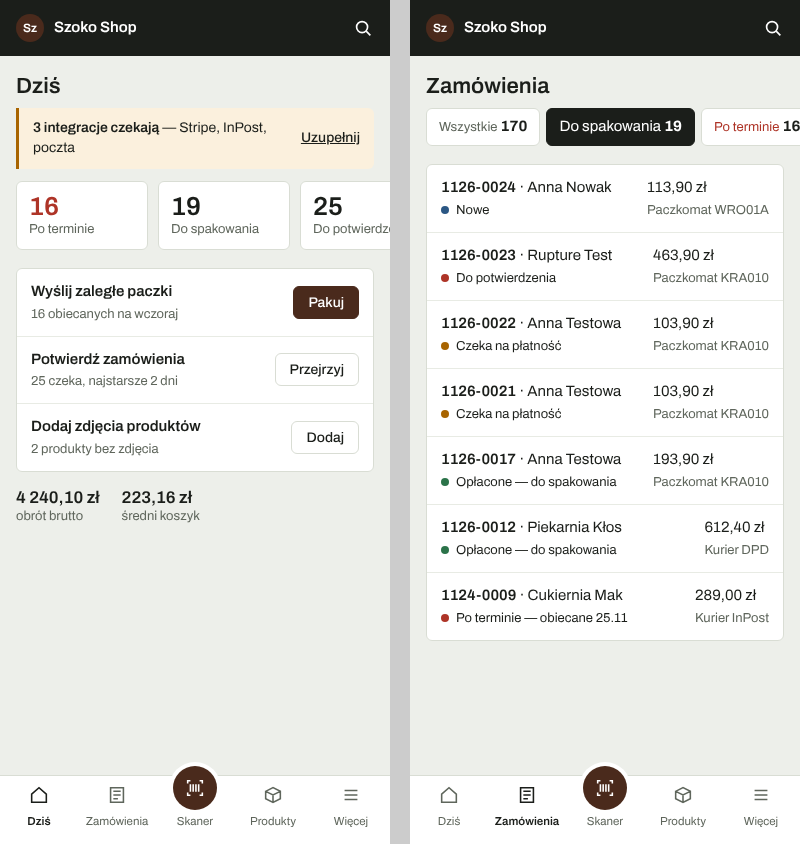 Sz Szoko Shop
Dziś
3 integracje czekają — Stripe, InPost,
poczta
Uzupełnij
16
Po terminie
19
Do spakowania
25
Do potwierdz
Wyślij zaległe paczki
16 obiecanych na wczoraj
Pakuj
Potwierdź zamówienia
25 czeka, najstarsze 2 dni
Przejrzyj
Dodaj zdjęcia produktów
2 produkty bez zdjęcia
Dodaj
4 240,10 zł
obrót brutto
223,16 zł
średni koszyk
Dziś
Zamówienia
Skaner
Produkty
Więcej
Sz Szoko Shop
Zamówienia
Wszystkie 170
Do spakowania 19
Po terminie 16
1126-0024 · Anna Nowak 113,90 zł
Nowe Paczkomat WRO01A
1126-0023 · Rupture Test 463,90 zł
Do potwierdzenia Paczkomat KRA010
1126-0022 · Anna Testowa 103,90 zł
Czeka na płatność Paczkomat KRA010
1126-0021 · Anna Testowa 103,90 zł
Czeka na płatność Paczkomat KRA010
1126-0017 · Anna Testowa 193,90 zł
Opłacone — do spakowania Paczkomat KRA010
1126-0012 · Piekarnia Kłos 612,40 zł
Opłacone — do spakowania Kurier DPD
1124-0009 · Cukiernia Mak 289,00 zł
Po terminie — obiecane 25.11 Kurier InPost
Dziś
Zamówienia
Skaner
Produkty
Więcej